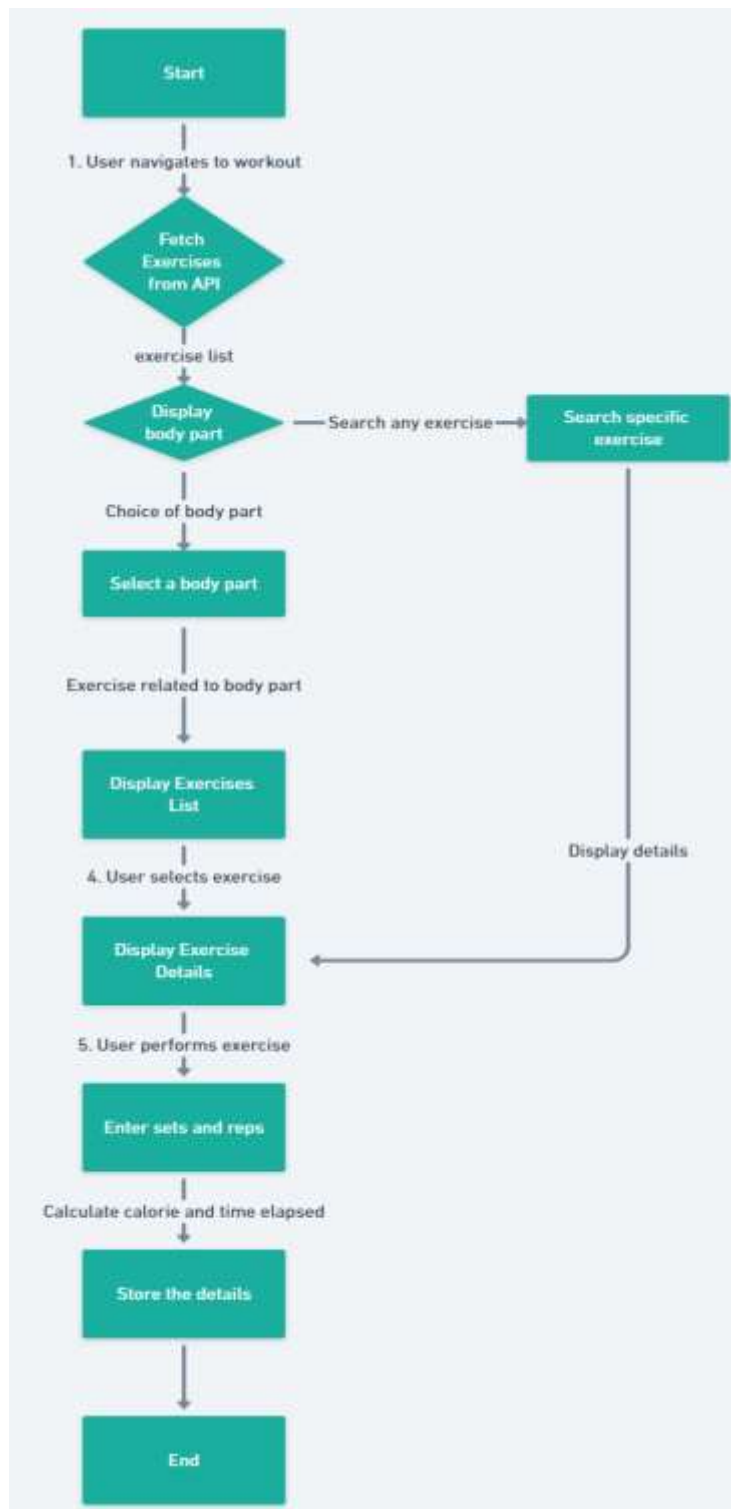 Start
1. User navigates to workout
Fetch
Exercises
from API
exercise list
Display
body part
Search any exercise
Search specific
exercise
Choice of body part
Select a body part
Exercise related to body part
Display Exercises
List
Display details
4. User selects exercise
Display Exercise
Details
5. User performs exercise
Enter sets and reps
Calculate calorie and time elapsed
Store the details
End